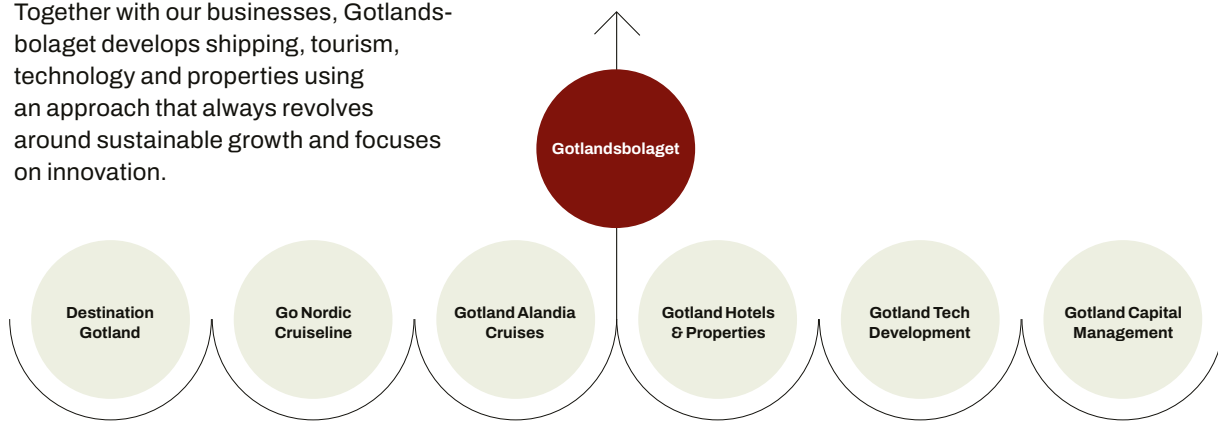 Together with our businesses, Gotlands-
bolaget develops shipping, tourism,
technology and properties using
an approach that always revolves
around sustainable growth and focuses
on innovation.
Gotlandsbolaget
Destination
Gotland
Go Nordic
Cruiseline
Gotland Alandia
Cruises
Gotland Hotels
& Properties
Gotland Tech
Development
Gotland Capital
Management